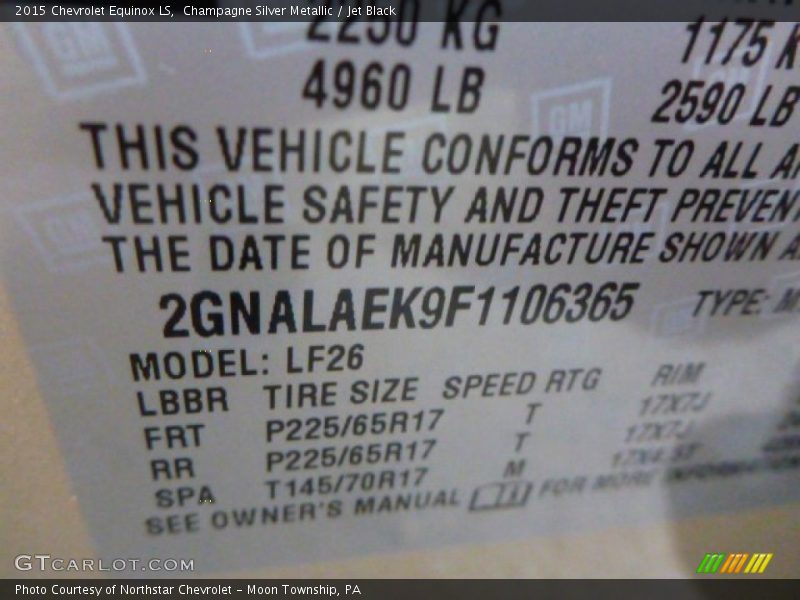 2015 Chevrolet Equinox LS, Champagne Silver Metallic / Jet Black
2250 KG 1175 K
4960 LB 2590 LB
THIS VEHICLE CONFORMS TO ALL A
VEHICLE SAFETY AND THEFT PREVEN
THE DATE OF MANUFACTURE SHOWN A
2GNALAEK9F1106365 TYPE: M
MODEL: LF26
LBBR TIRE SIZE SPEED RTG RIM
FRT P225/65R17 T 17X7J
RR P225/65R17 T 17X7J
SPA T145/70R17 M
SEE OWNER'S MANUAL FOR MORE INFORMATION
GTCARLOT.COM
Photo Courtesy of Northstar Chevrolet – Moon Township, PA